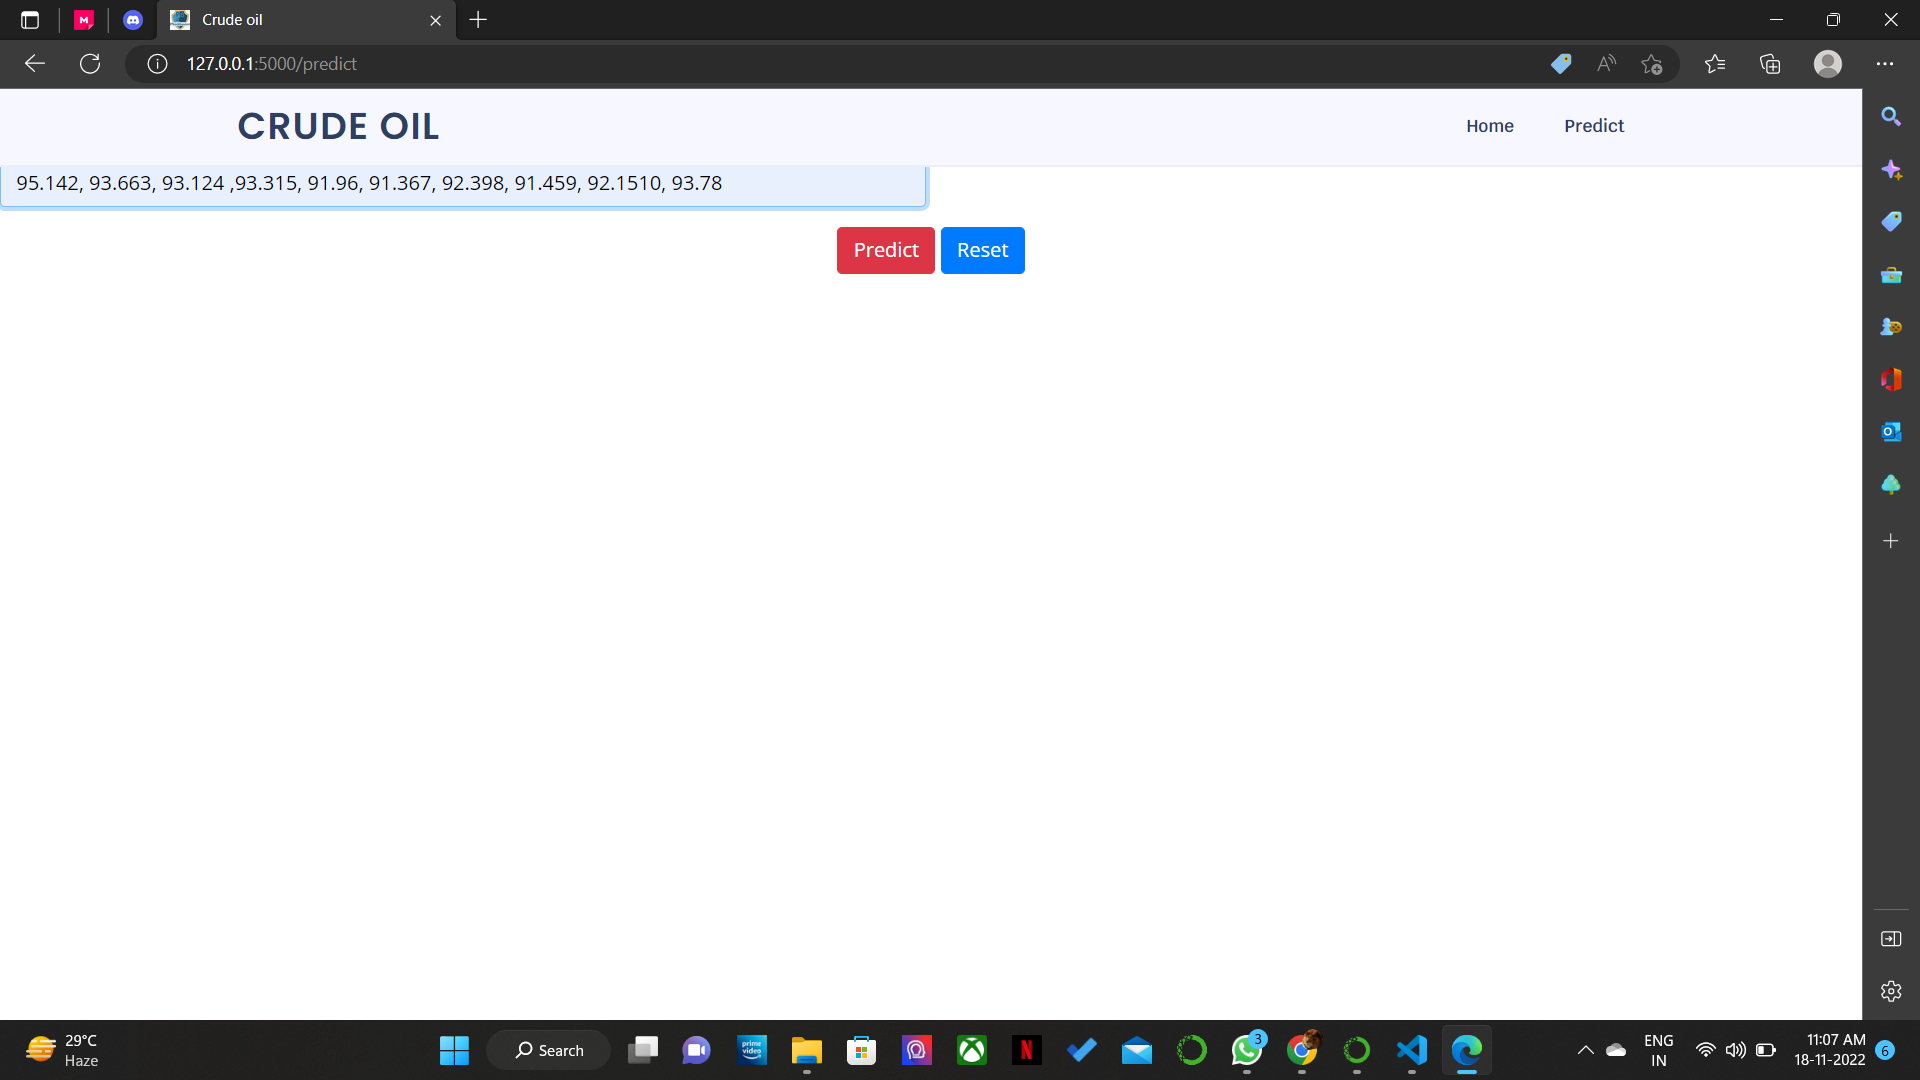 Crude oil
127.0.0.1:5000/predict
CRUDE OIL
Home
Predict
95.142, 93.663, 93.124 ,93.315, 91.96, 91.367, 92.398, 91.459, 92.1510, 93.78
Predict
Reset
29°C
Haze
Search
prime
video
3
ENG
IN
11:07 AM
18-11-2022
6